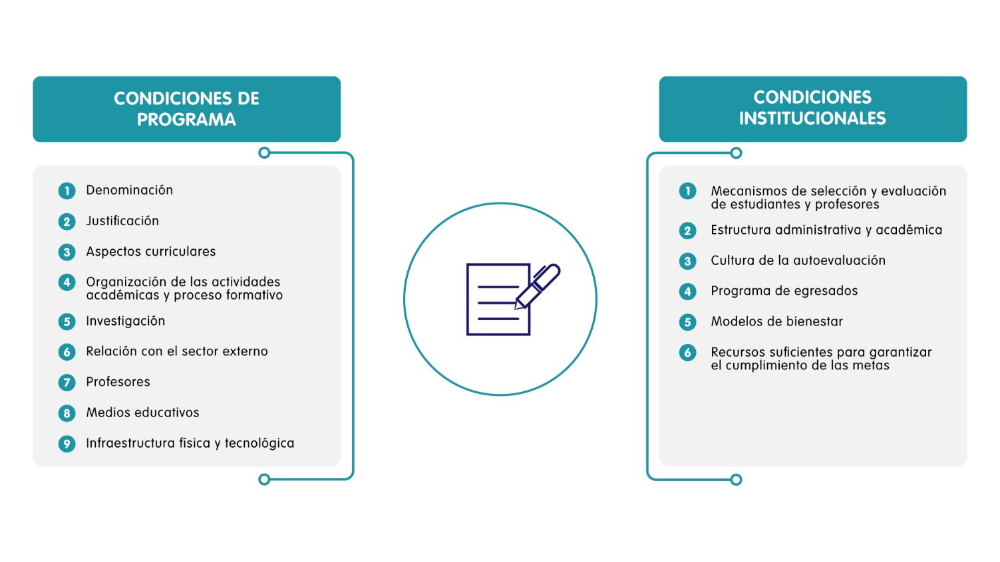 CONDICIONES DE
PROGRAMA
1 Denominación
2 Justificación
3 Aspectos curriculares
4 Organización de las actividades
académicas y proceso formativo
5 Investigación
6 Relación con el sector externo
7 Profesores
8 Medios educativos
9 Infraestructura física y tecnológica
CONDICIONES
INSTITUCIONALES
1 Mecanismos de selección y evaluación
de estudiantes y profesores
2 Estructura administrativa y académica
3 Cultura de la autoevaluación
4 Programa de egresados
5 Modelos de bienestar
6 Recursos suficientes para garantizar
el cumplimiento de las metas